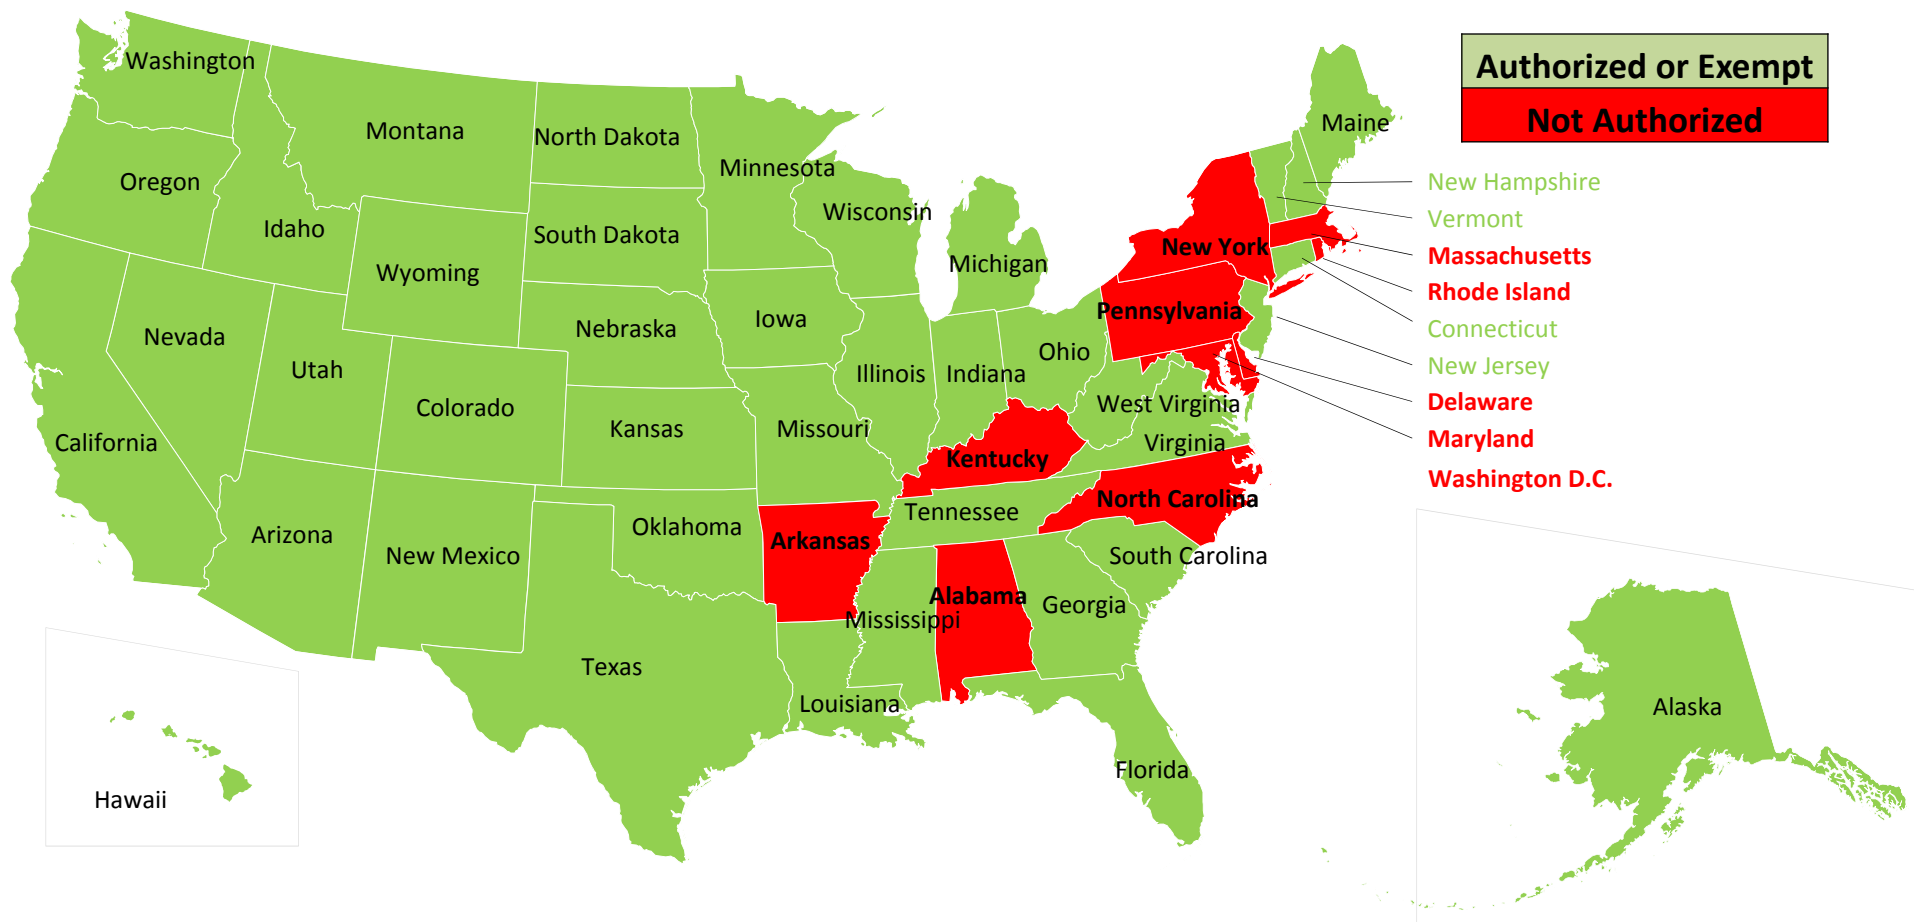 Authorized or Exempt
Not Authorized
Washington
Montana
North Dakota
Minnesota
Maine
Oregon
Idaho
Wyoming
South Dakota
Wisconsin
Michigan
New York
New Hampshire
Vermont
Massachusetts
Rhode Island
Connecticut
New Jersey
Delaware
Maryland
Washington D.C.
Nevada
Utah
Colorado
Nebraska
Iowa
Illinois
Indiana
Ohio
Pennsylvania
California
Kansas
Missouri
Kentucky
West Virginia
Virginia
North Carolina
Arizona
New Mexico
Oklahoma
Arkansas
Tennessee
South Carolina
Texas
Louisiana
Mississippi
Alabama
Georgia
Florida
Hawaii
Alaska